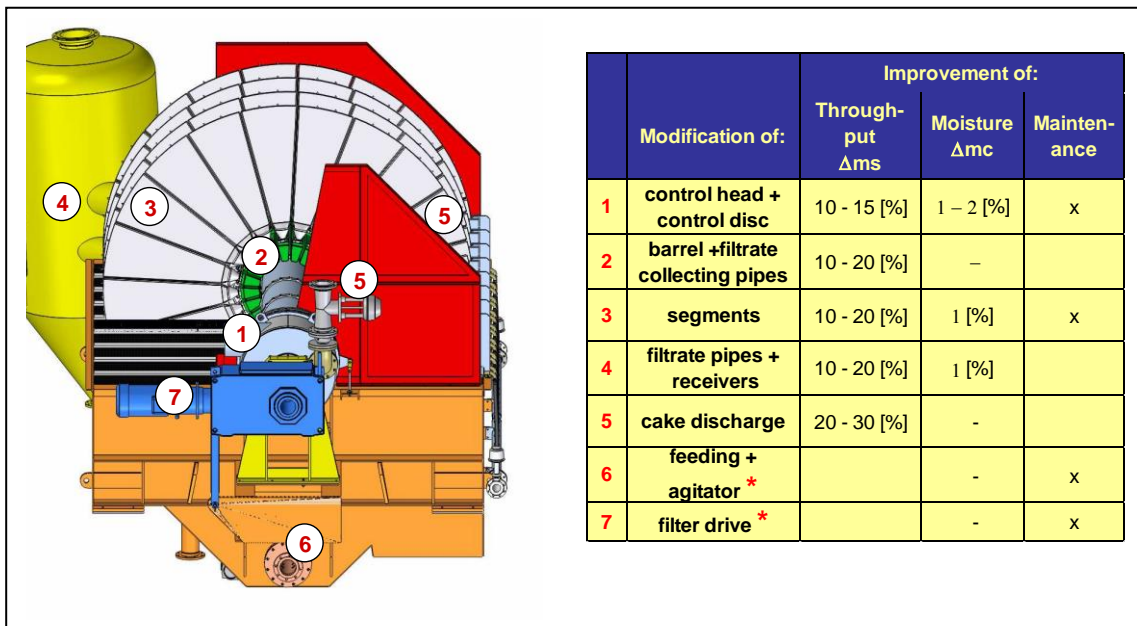 4
3
5
2
5
1
7
6
Improvement of:
Modification of:
Through-
put
Δms
Moisture
Δmc
Mainten-
ance
1
control head +
control disc
10 - 15 [%]
1 – 2 [%]
x
2
barrel +filtrate
collecting pipes
10 - 20 [%]
–
3
segments
10 - 20 [%]
1 [%]
x
4
filtrate pipes +
receivers
10 - 20 [%]
1 [%]
5
cake discharge
20 - 30 [%]
-
6
feeding +
agitator *
-
x
7
filter drive *
-
x